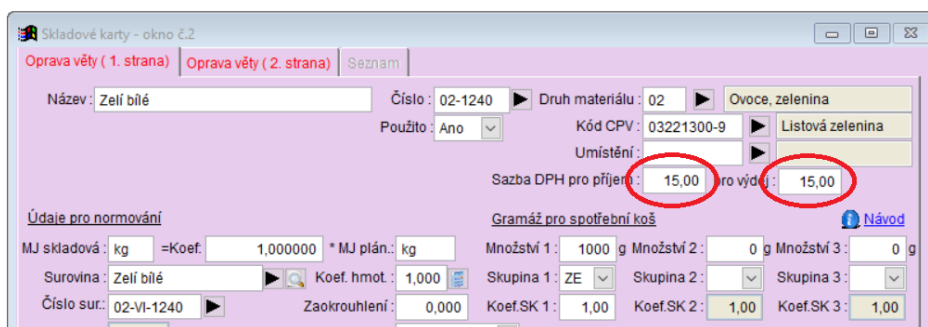 Skladové karty - okno č.2
Oprava věty ( 1. strana) Oprava věty ( 2. strana) Seznam
Název : Zelí bílé Číslo : 02-1240 Druh materiálu : 02 Ovoce, zelenina
Použito : Ano Kód CPV : 03221300-9 Listová zelenina
Umístění :
Sazba DPH pro příjem : 15,00 pro výdej : 15,00
Údaje pro normování Gramáž pro spotřební koš Návod
MJ skladová : kg =Koef: 1,000000 * MJ plán.: kg Množství 1 : 1000 g Množství 2 : 0 g Množství 3 : 0 g
Surovina : Zelí bílé Koef. hmot. : 1,000 Skupina 1 : ZE Skupina 2 : Skupina 3 :
Číslo sur.: 02-VI-1240 Zaokrouhlení : 0,000 Koef.SK 1 : 1,00 Koef.SK 2 : 1,00 Koef.SK 3 : 1,00